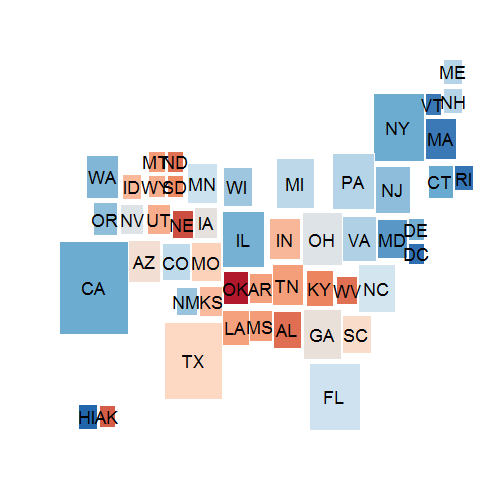 ME
VT NH
NY MA
MT ND
WA ID WY SD MN WI MI PA NJ CT RI
OR NV UT NE IA IL IN OH VA MD DE
DC
CA AZ CO MO
NM KS OK AR TN KY WV NC
LA MS AL GA SC
TX
FL
HI AK